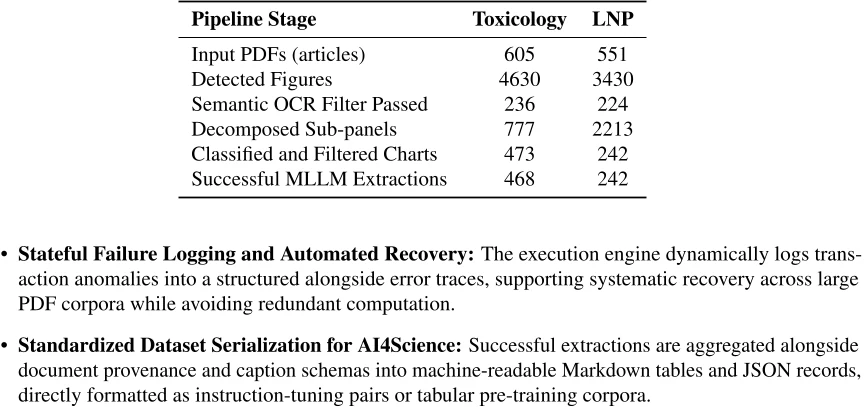 Pipeline Stage Toxicology LNP
Input PDFs (articles) 605 551
Detected Figures 4630 3430
Semantic OCR Filter Passed 236 224
Decomposed Sub-panels 777 2213
Classified and Filtered Charts 473 242
Successful MLLM Extractions 468 242
• Stateful Failure Logging and Automated Recovery: The execution engine dynamically logs trans-
action anomalies into a structured alongside error traces, supporting systematic recovery across large
PDF corpora while avoiding redundant computation.
• Standardized Dataset Serialization for AI4Science: Successful extractions are aggregated alongside
document provenance and caption schemas into machine-readable Markdown tables and JSON records,
directly formatted as instruction-tuning pairs or tabular pre-training corpora.